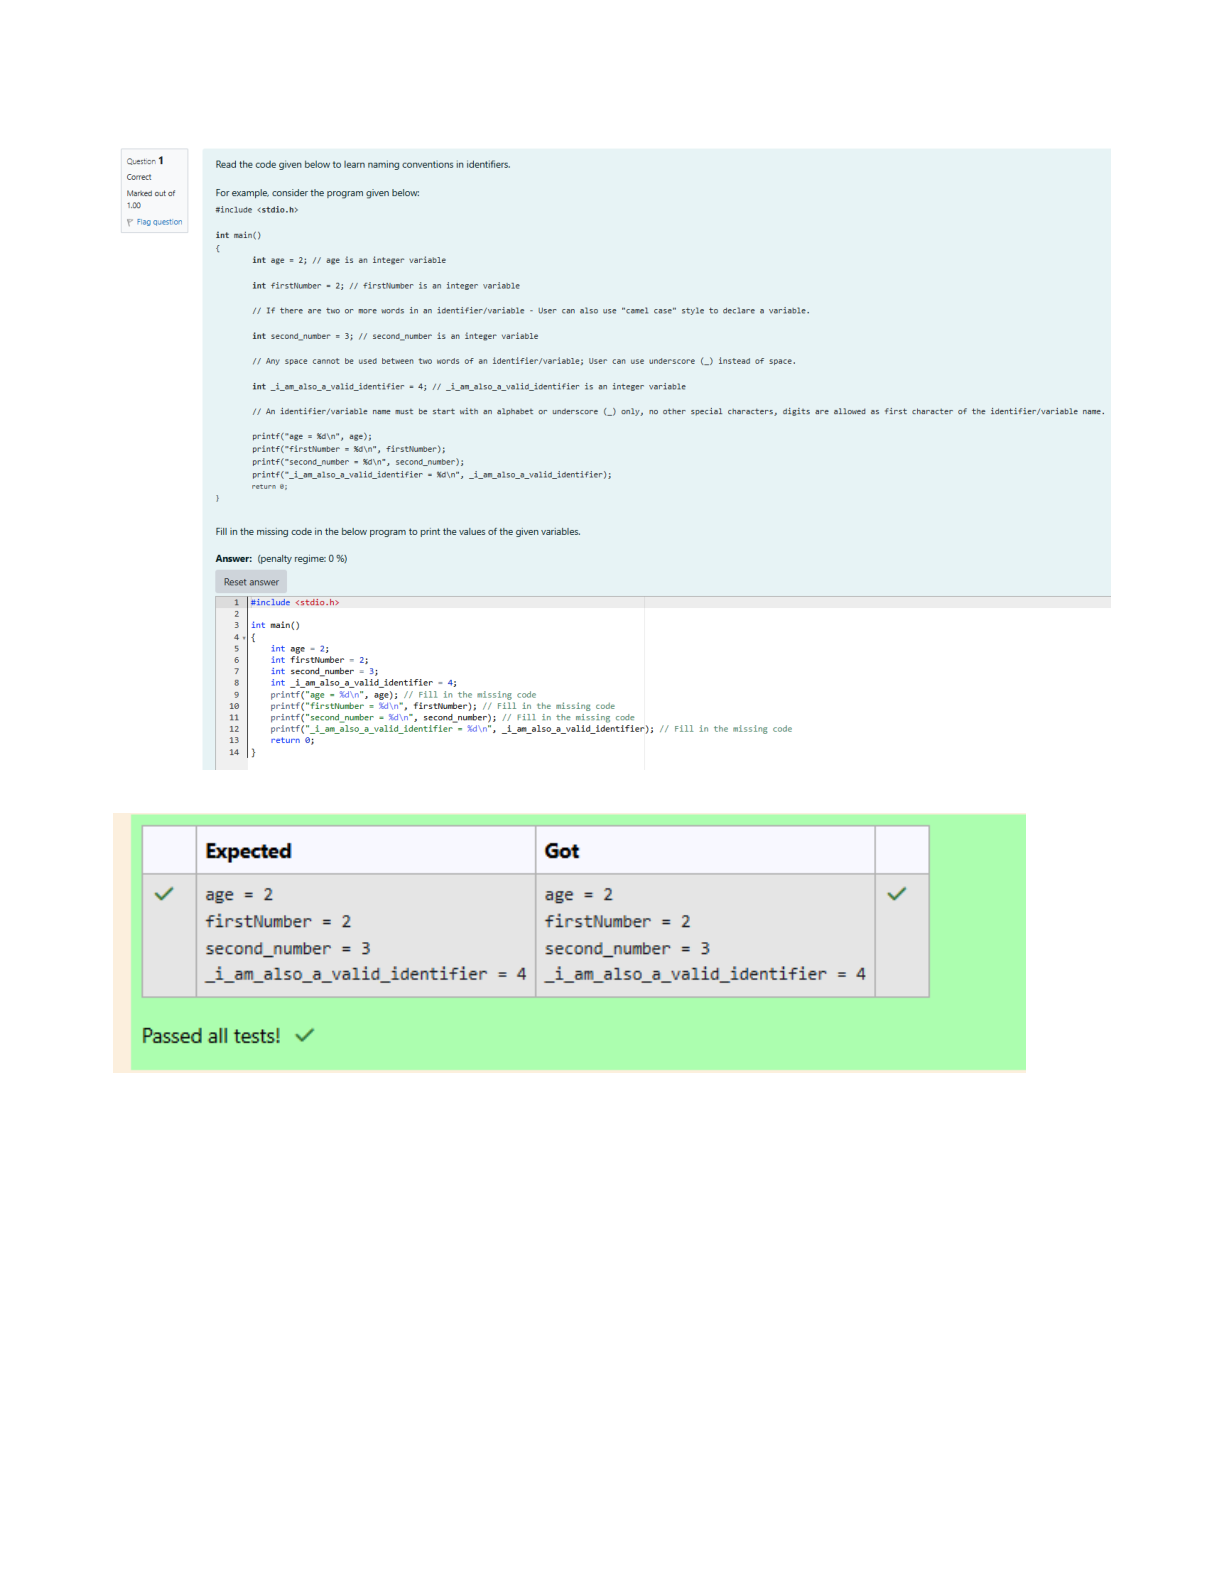 Question 1
Correct
Marked out of
1.00
Flag question
Read the code given below to learn naming conventions in identifiers.
For example, consider the program given below:
#include <stdio.h>
int main()
{
int age = 2; // age is an integer variable
int firstNumber = 2; // firstNumber is an integer variable
// If there are two or more words in an identifier/variable - User can also use "camel case" style to declare a variable.
int second_number = 3; // second_number is an integer variable
// Any space cannot be used between two words of an identifier/variable; User can use underscore (_) instead of space.
int _i_am_also_a_valid_identifier = 4; // _i_am_also_a_valid_identifier is an integer variable
// An identifier/variable name must be start with an alphabet or underscore (_) only, no other special characters, digits are allowed as first character of the identifier/variable name.
printf("age = %d\n", age);
printf("firstNumber = %d\n", firstNumber);
printf("second_number = %d\n", second_number);
printf("_i_am_also_a_valid_identifier = %d\n", _i_am_also_a_valid_identifier);
return 0;
}
Fill in the missing code in the below program to print the values of the given variables.
Answer: (penalty regime: 0 %)
Reset answer
1 #include <stdio.h>
2
3 int main()
4 {
5 int age = 2;
6 int firstNumber = 2;
7 int second_number = 3;
8 int _i_am_also_a_valid_identifier = 4;
9 printf("age = %d\n", age); // Fill in the missing code
10 printf("firstNumber = %d\n", firstNumber); // Fill in the missing code
11 printf("second_number = %d\n", second_number); // Fill in the missing code
12 printf("_i_am_also_a_valid_identifier = %d\n", _i_am_also_a_valid_identifier); // Fill in the missing code
13 return 0;
14 }
Expected Got
age = 2 age = 2
firstNumber = 2 firstNumber = 2
second_number = 3 second_number = 3
_i_am_also_a_valid_identifier = 4 _i_am_also_a_valid_identifier = 4
Passed all tests!